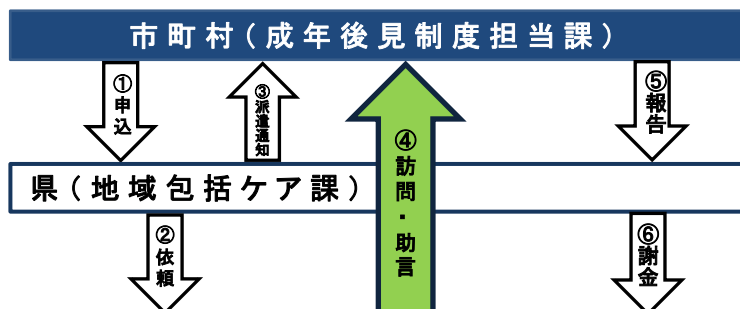 市町村(成年後見制度担当課)
①申込
③派遣通知
④訪問・助言
⑤報告
県(地域包括ケア課)
②依頼
⑥謝金